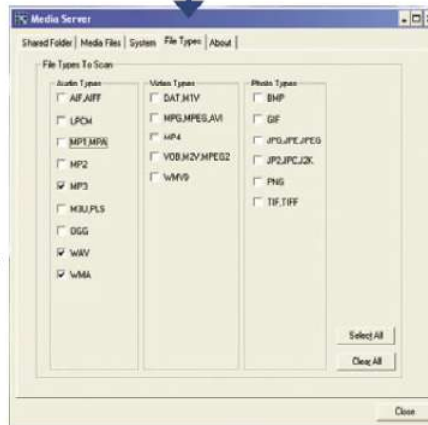 Media Server
Shared Folder Media Files System File Types About
File Types To Scan
Audio Types
AIF,AIFF
LPCM
MP1,MPA
MP2
MP3
M3U,PLS
OGG
WAV
WMA
Video Types
DAT,M1V
MPG,MPEG,AVI
MP4
VOB,M2V,MPEG2
WMV9
Photo Types
BMP
GIF
JPG,JPE,JPEG
JP2,JPC,J2K
PNG
TIF,TIFF
Select All
Clear All
Close